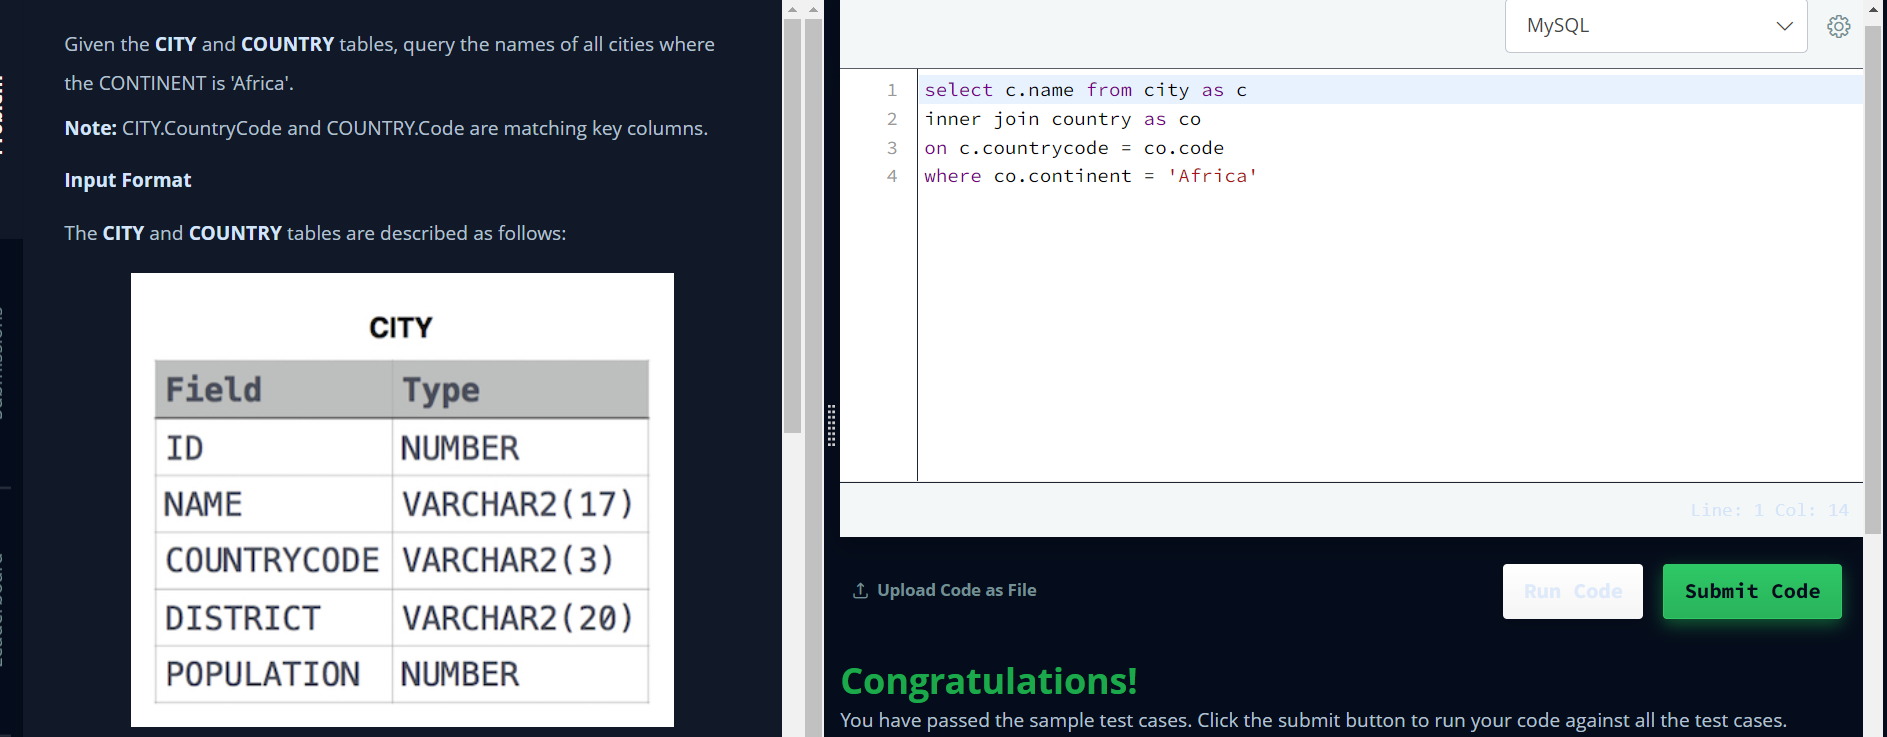 Given the CITY and COUNTRY tables, query the names of all cities where
the CONTINENT is 'Africa'.
Note: CITY.CountryCode and COUNTRY.Code are matching key columns.
Input Format
The CITY and COUNTRY tables are described as follows:
CITY
Field Type
ID NUMBER
NAME VARCHAR2(17)
COUNTRYCODE VARCHAR2(3)
DISTRICT VARCHAR2(20)
POPULATION NUMBER
MySQL
1 select c.name from city as c
2 inner join country as co
3 on c.countrycode = co.code
4 where co.continent = 'Africa'
Line: 1 Col: 14
Upload Code as File
Run Code
Submit Code
Congratulations!
You have passed the sample test cases. Click the submit button to run your code against all the test cases.